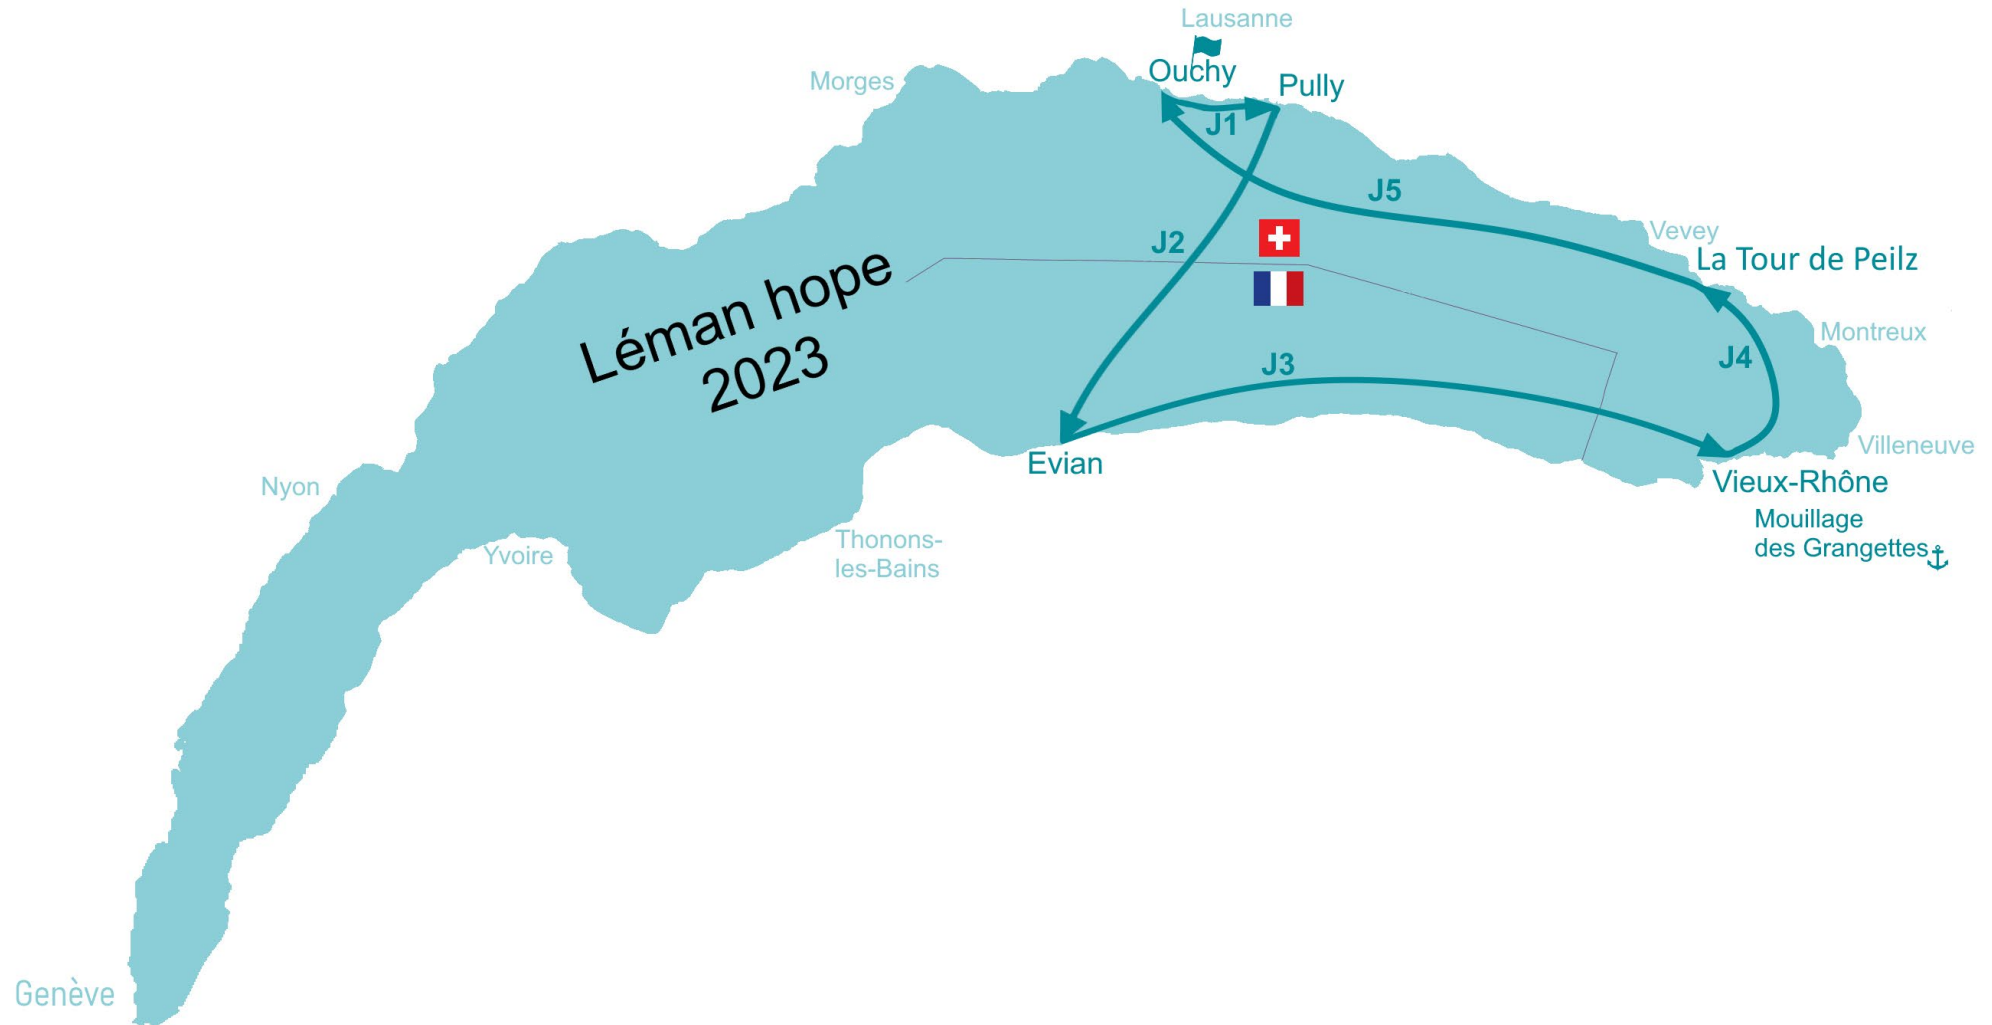 Lausanne
Ouchy
Pully
Morges
J1
J5
Vevey
J2
La Tour de Peilz
Léman hope
2023
Montreux
J3
J4
Villeneuve
Evian
Nyon
Vieux-Rhône
Mouillage
des Grangettes
Yvoire
Thonons-
les-Bains
Genève